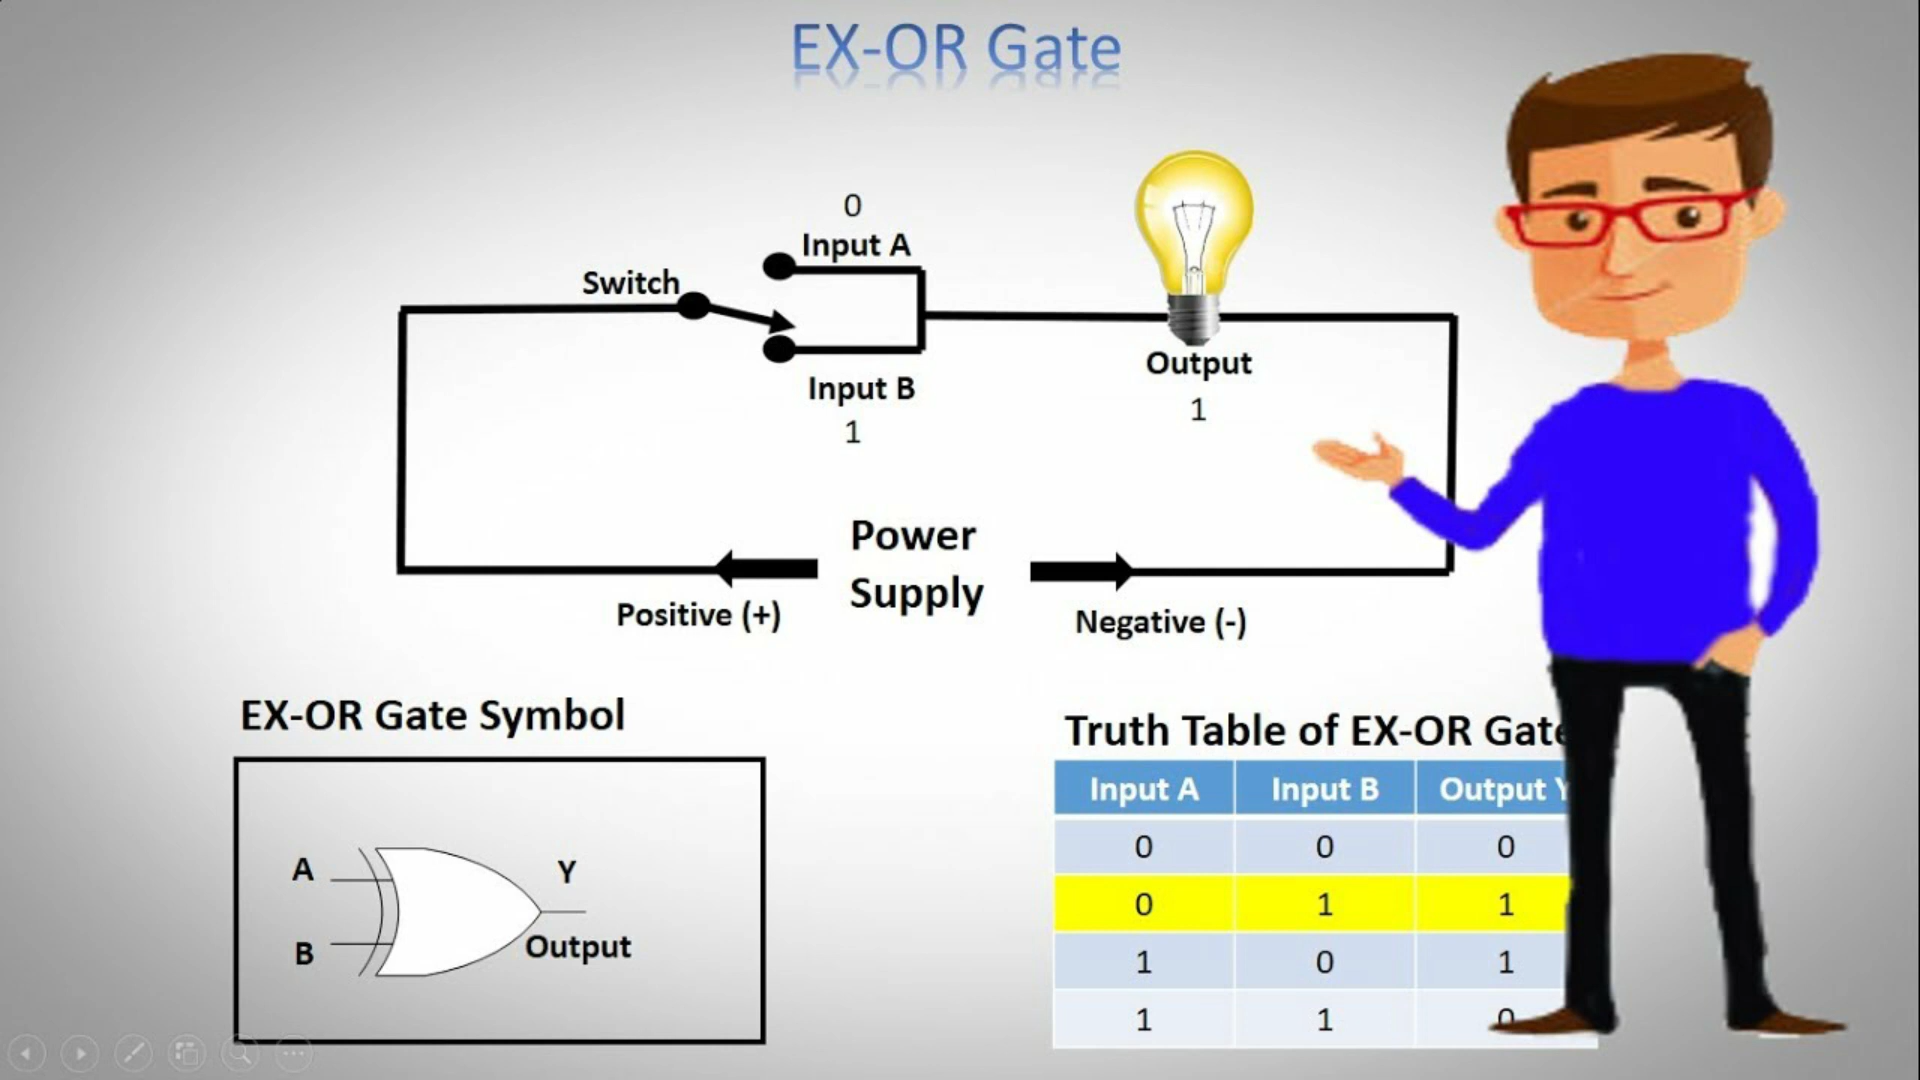 EX-OR Gate
0
Input A
Switch
Input B
1
Output
1
Power
Supply
Positive (+)
Negative (-)
EX-OR Gate Symbol
A
B
Y
Output
Truth Table of EX-OR Gate
Input A Input B Output Y
0 0 0
0 1 1
1 0 1
1 1 0